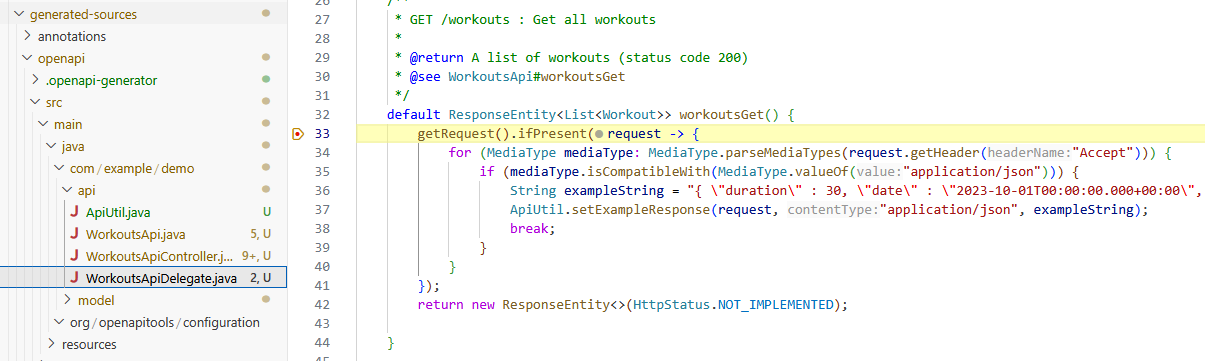 generated-sources
annotations
openapi
.openapi-generator
src
main
java
com / example / demo
api
ApiUtil.java U
WorkoutsApi.java 5, U
WorkoutsApiController.j... 9+, U
WorkoutsApiDelegate.java 2, U
model
org / openapitools / configuration
resources
26 /**
27 * GET /workouts : Get all workouts
28 *
29 * @return A list of workouts (status code 200)
30 * @see WorkoutsApi#workoutsGet
31 */
32 default ResponseEntity<List<Workout>> workoutsGet() {
33 getRequest().ifPresent( request -> {
34 for (MediaType mediaType: MediaType.parseMediaTypes(request.getHeader(headerName:"Accept"))) {
35 if (mediaType.isCompatibleWith(MediaType.valueOf(value:"application/json"))) {
36 String exampleString = "{ \"duration\" : 30, \"date\" : \"2023-10-01T00:00:00.000+00:00\",
37 ApiUtil.setExampleResponse(request, contentType:"application/json", exampleString);
38 break;
39 }
40 }
41 });
42 return new ResponseEntity<>(HttpStatus.NOT_IMPLEMENTED);
43
44 }